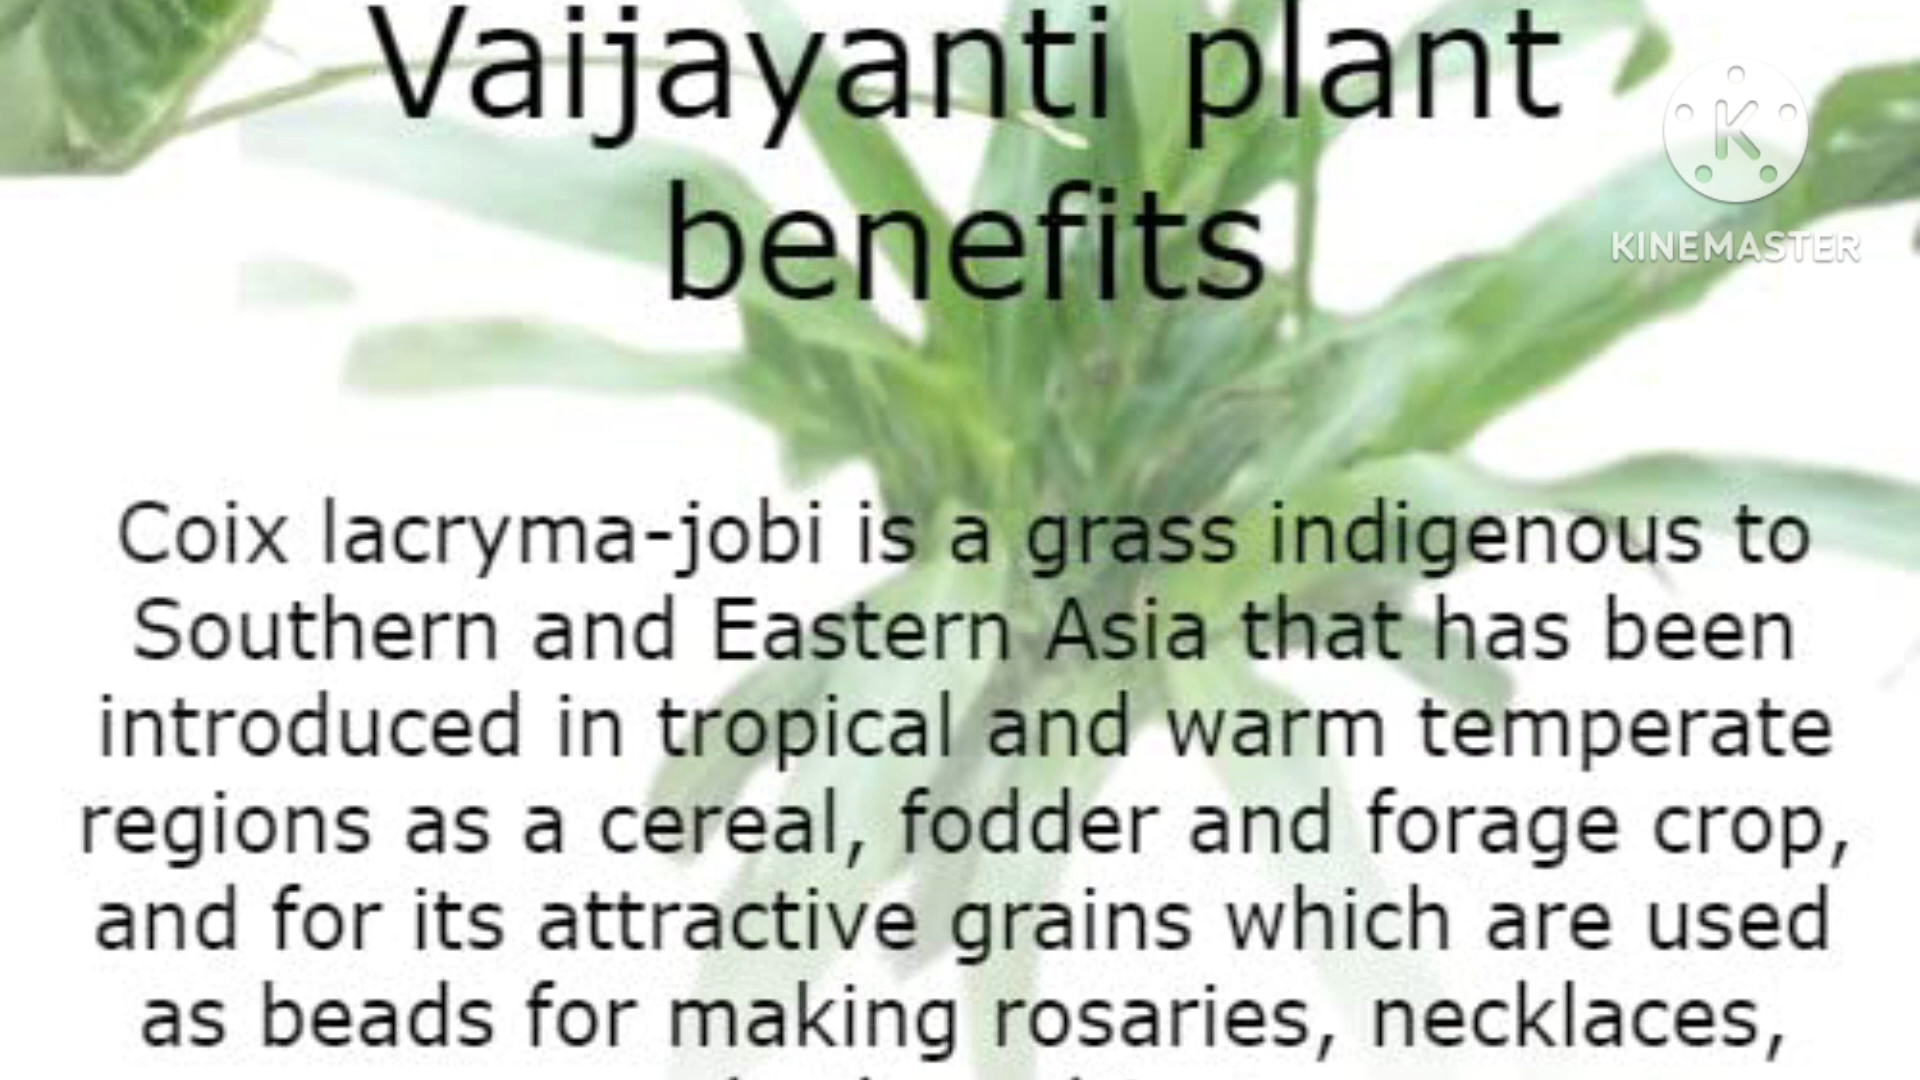 Vaijayanti plant
benefits
KINEMASTER
Coix lacryma-jobi is a grass indigenous to
Southern and Eastern Asia that has been
introduced in tropical and warm temperate
regions as a cereal, fodder and forage crop,
and for its attractive grains which are used
as beads for making rosaries, necklaces,